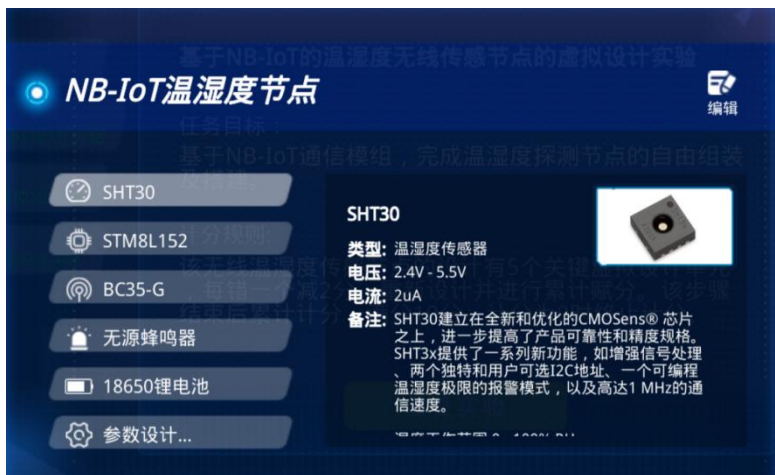 基于NB-IoT的温湿度无线传感节点的虚拟设计实验
NB-IoT温湿度节点
编辑
任务目标：
基于NB-IoT通信模组，完成温湿度探测节点的自由组装
SHT30
STM8L152
BC35-G
无源蜂鸣器
18650锂电池
参数设计...
SHT30
类型: 温湿度传感器
电压: 2.4V - 5.5V
电流: 2uA
备注: SHT30建立在全新和优化的CMOSens® 芯片
之上，进一步提高了产品可靠性和精度规格。
SHT3x提供了一系列新功能，如增强信号处理
、两个独特和用户可选I2C地址、一个可编程
温湿度极限的报警模式，以及高达1 MHz的通
信速度。